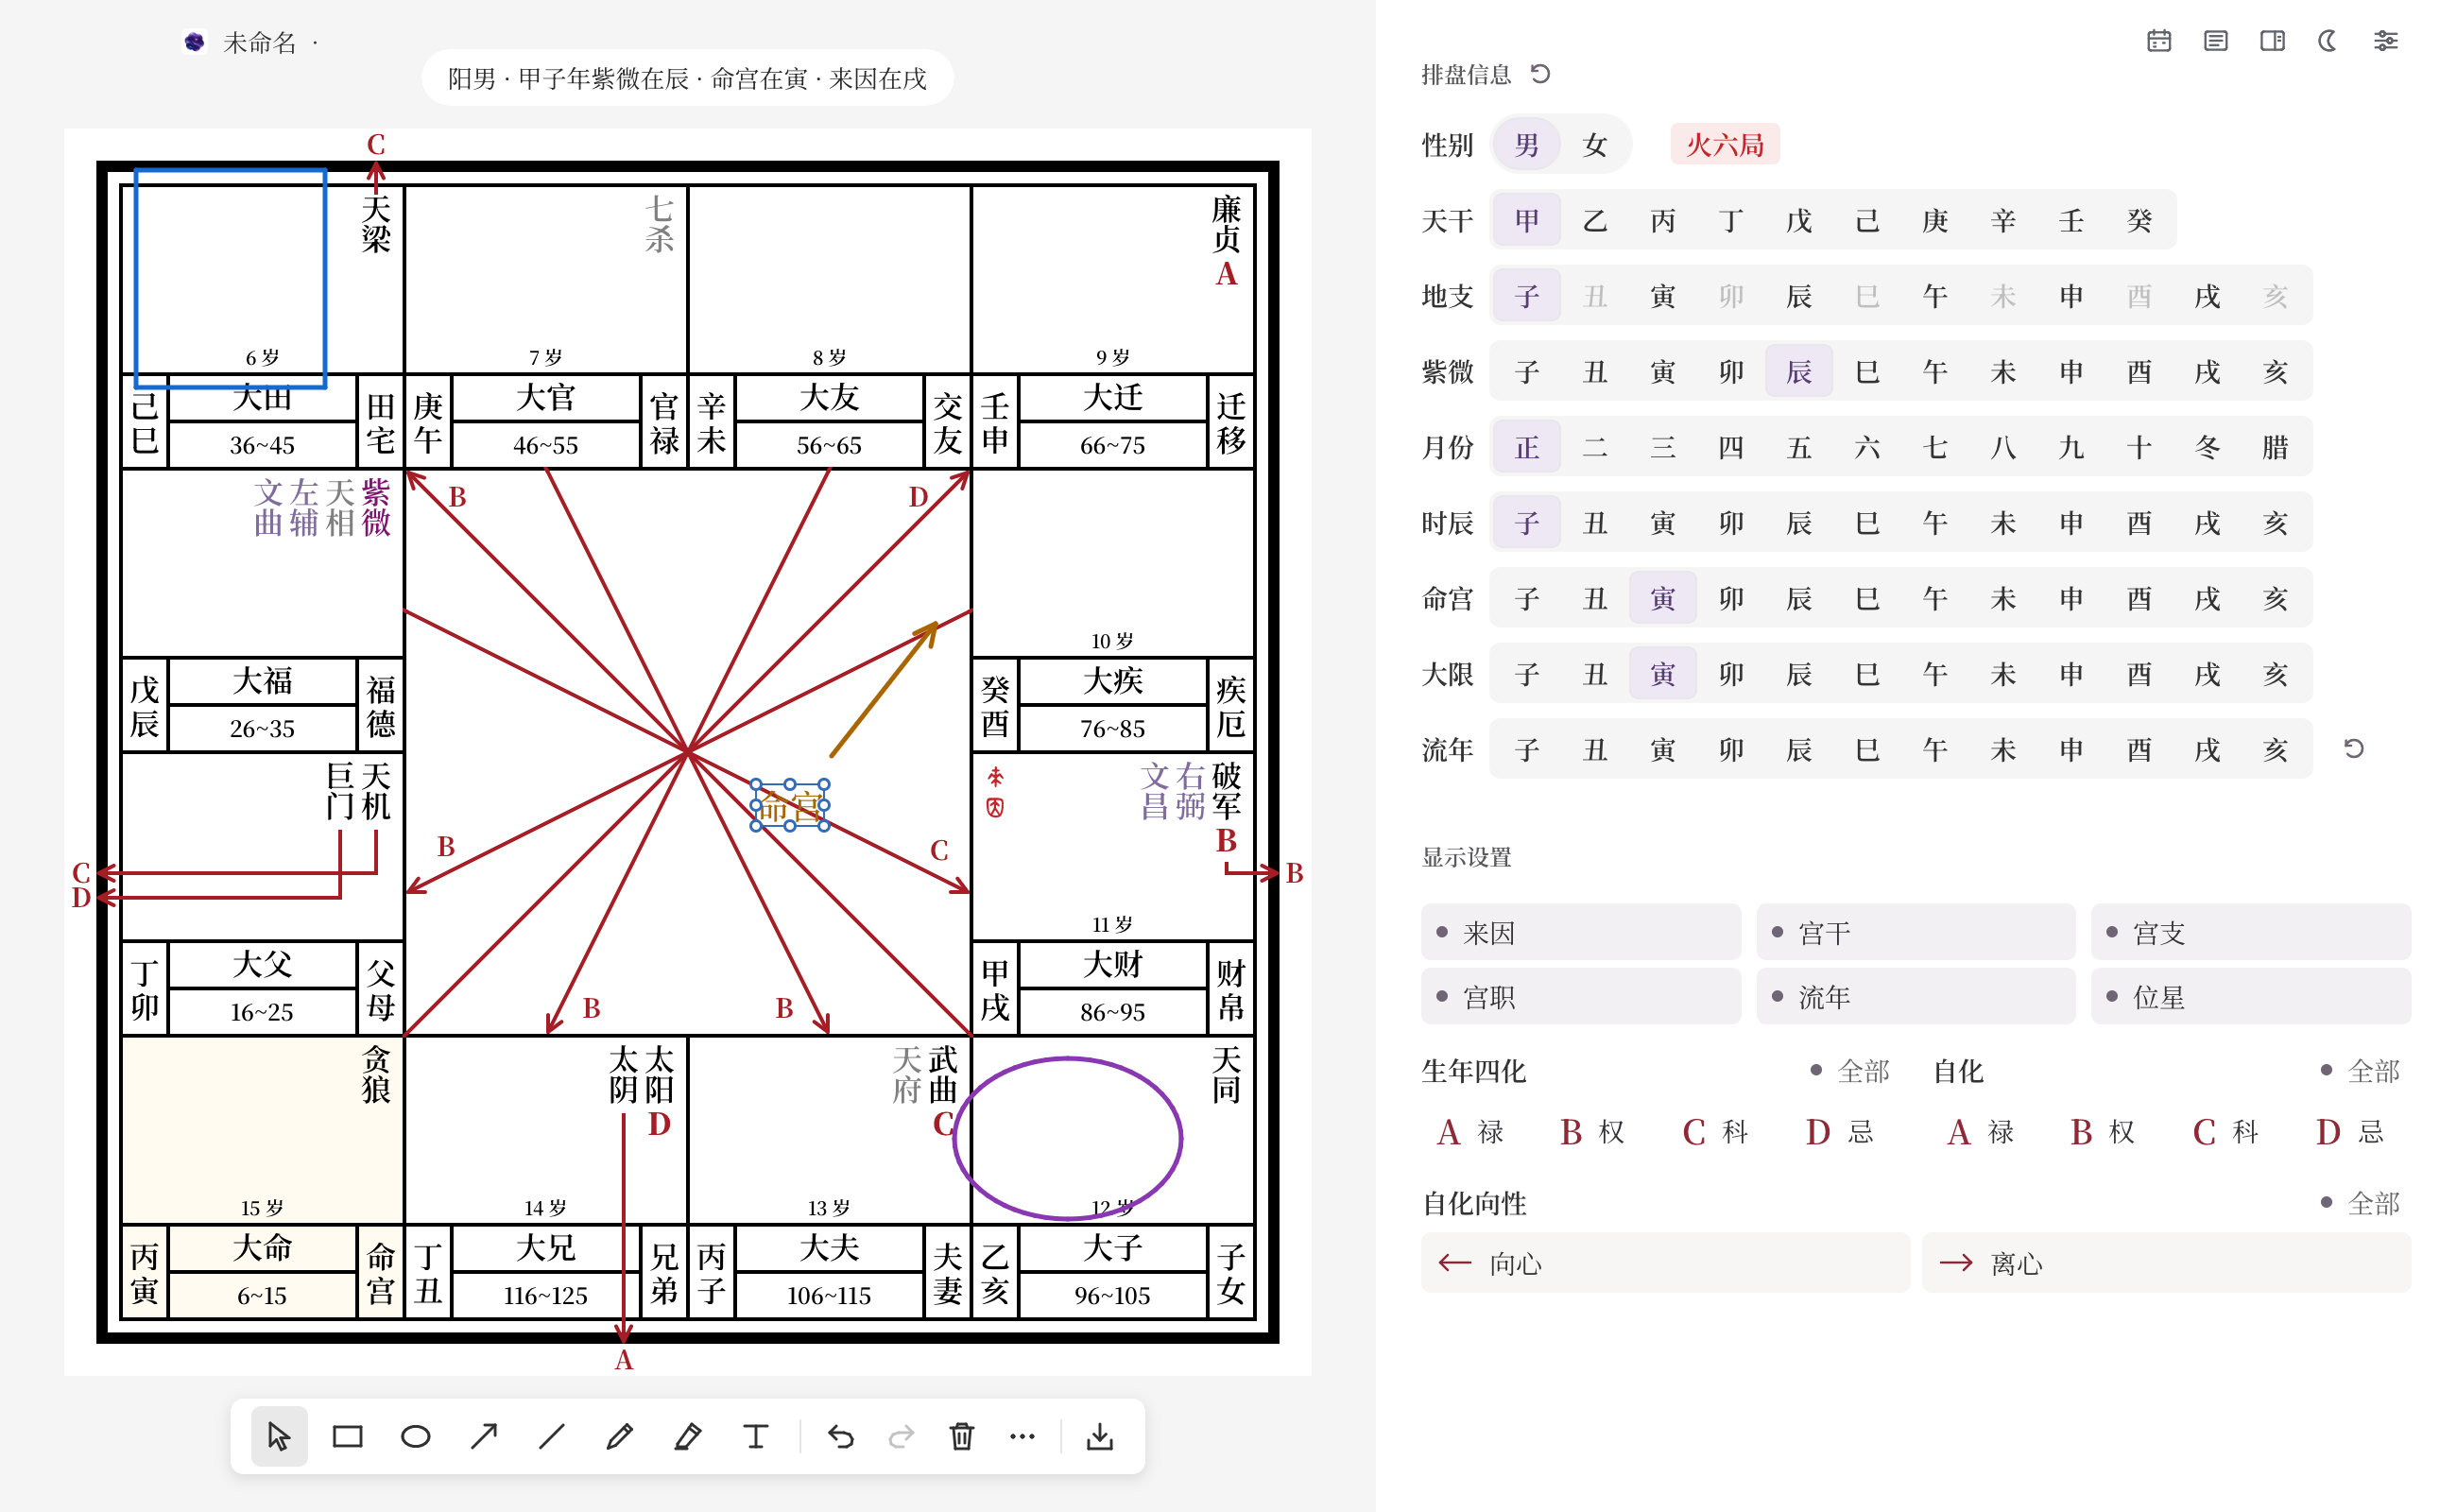 未命名 ·
阳男 · 甲子年紫微在辰 · 命宫在寅 · 来因在戌
C
天梁
6 岁
己巳
大田
36~45
田宅
七杀
7 岁
庚午
大官
46~55
官禄
8 岁
辛未
大友
56~65
交友
廉贞
A
9 岁
壬申
大迁
66~75
迁移
文曲
左辅
天相
紫微
戊辰
大福
26~35
福德
B
D
B
C
B
B
命宫
10 岁
癸酉
大疾
76~85
疾厄
巨门
天机
C
D
丁卯
大父
16~25
父母
来因
文昌
右弼
破军
B
B
11 岁
甲戌
大财
86~95
财帛
贪狼
15 岁
丙寅
大命
6~15
命宫
太阴
太阳
D
14 岁
丁丑
大兄
116~125
兄弟
A
天府
武曲
C
13 岁
丙子
大夫
106~115
夫妻
天同
12 岁
乙亥
大子
96~105
子女
排盘信息
性别 男 女 火六局
天干 甲 乙 丙 丁 戊 己 庚 辛 壬 癸
地支 子 丑 寅 卯 辰 巳 午 未 申 酉 戌 亥
紫微 子 丑 寅 卯 辰 巳 午 未 申 酉 戌 亥
月份 正 二 三 四 五 六 七 八 九 十 冬 腊
时辰 子 丑 寅 卯 辰 巳 午 未 申 酉 戌 亥
命宫 子 丑 寅 卯 辰 巳 午 未 申 酉 戌 亥
大限 子 丑 寅 卯 辰 巳 午 未 申 酉 戌 亥
流年 子 丑 寅 卯 辰 巳 午 未 申 酉 戌 亥
显示设置
来因 宫干 宫支
宫职 流年 位星
生年四化 全部 自化 全部
A 禄 B 权 C 科 D 忌 A 禄 B 权 C 科 D 忌
自化向性 全部
← 向心 → 离心